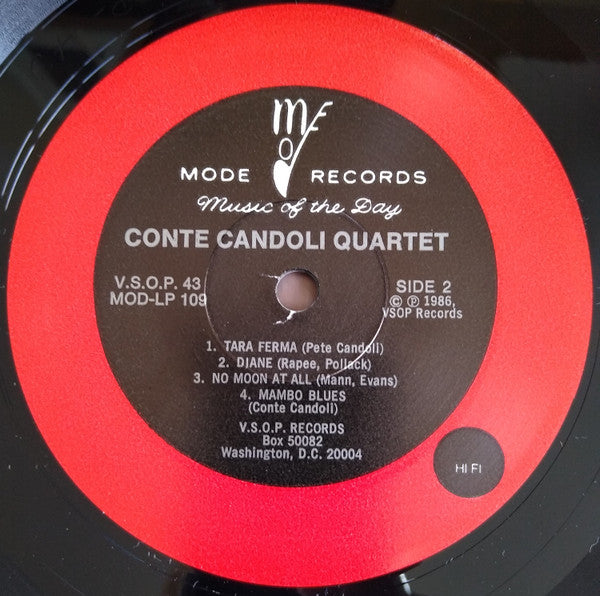 MODE
MODE RECORDS
Music of the Day
CONTE CANDOLI QUARTET
V.S.O.P. 43
MOD-LP 109
SIDE 2
© ℗ 1986,
VSOP Records
1. TARA FERMA (Pete Candoli)
2. DIANE (Rapee, Pollack)
3. NO MOON AT ALL (Mann, Evans)
4. MAMBO BLUES
(Conte Candoli)
V.S.O.P. RECORDS
Box 50082
Washington, D.C. 20004
HI FI